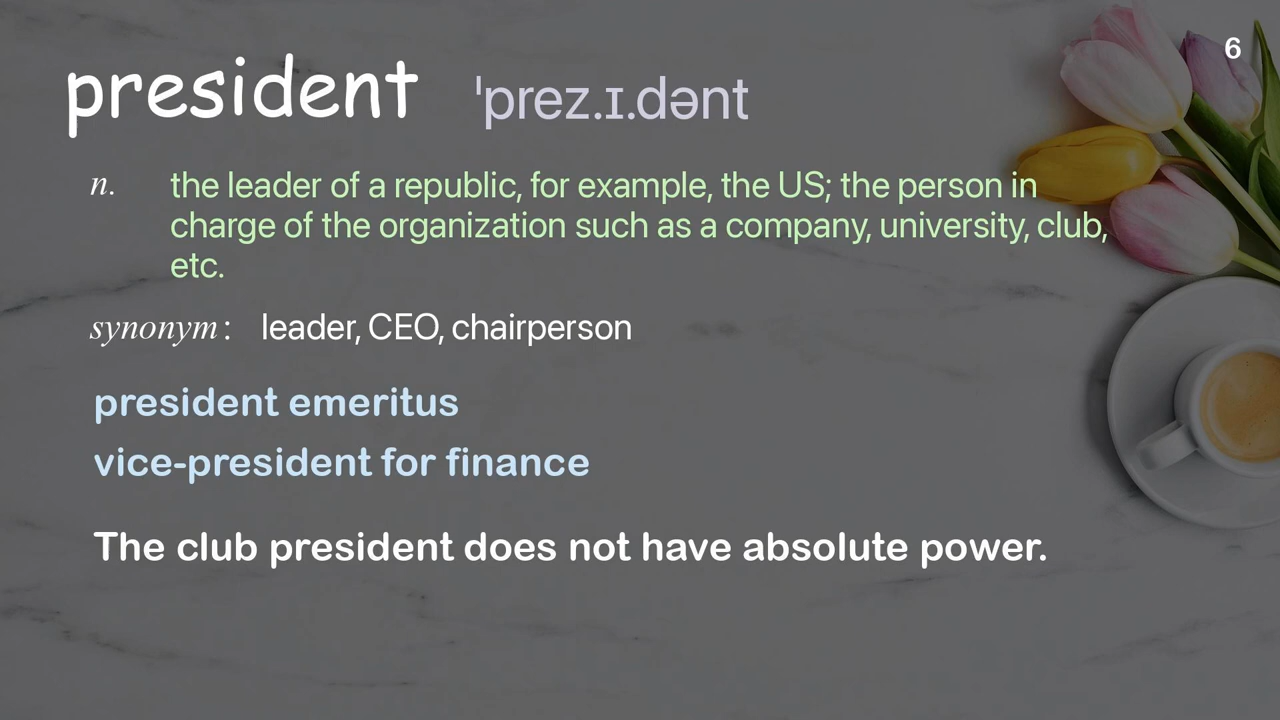 6
president ˈprez.ɪ.dənt
n. the leader of a republic, for example, the US; the person in
charge of the organization such as a company, university, club,
etc.
synonym : leader, CEO, chairperson
president emeritus
vice-president for finance
The club president does not have absolute power.